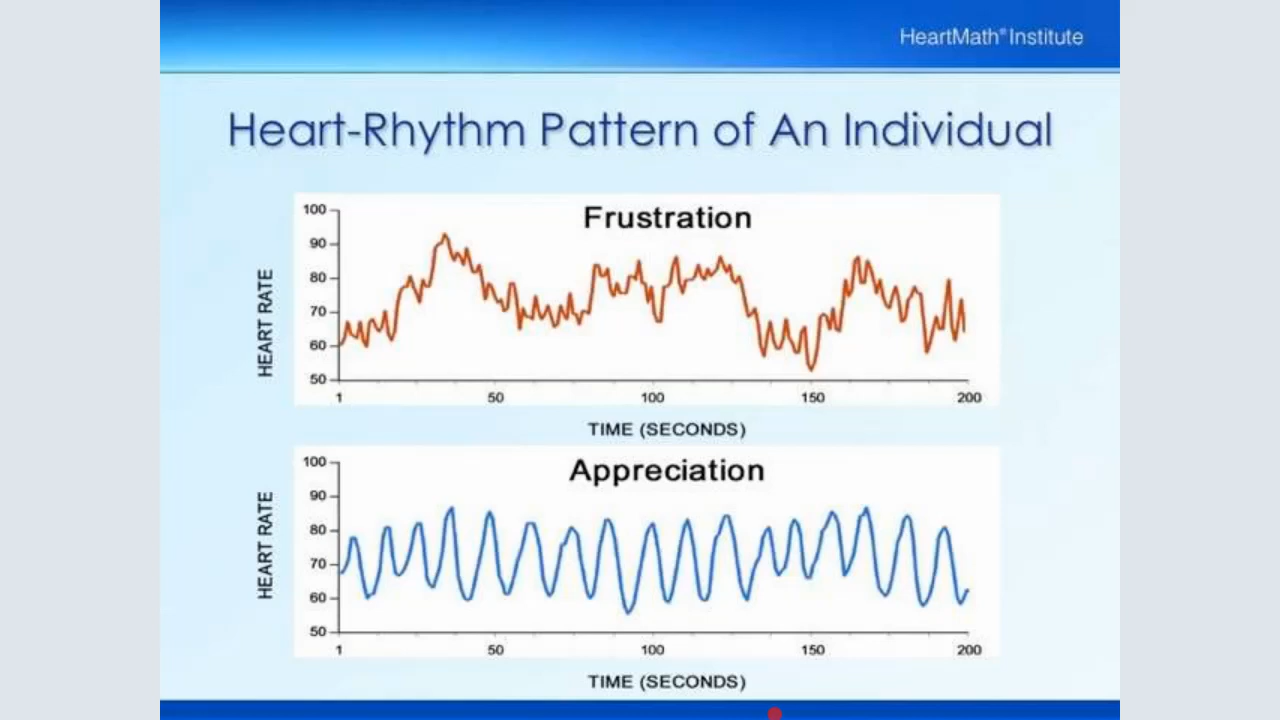 HeartMath® Institute
Heart-Rhythm Pattern of An Individual
Frustration
HEART RATE
100
90
80
70
60
50
1 50 100 150 200
TIME (SECONDS)
Appreciation
HEART RATE
100
90
80
70
60
50
1 50 100 150 200
TIME (SECONDS)